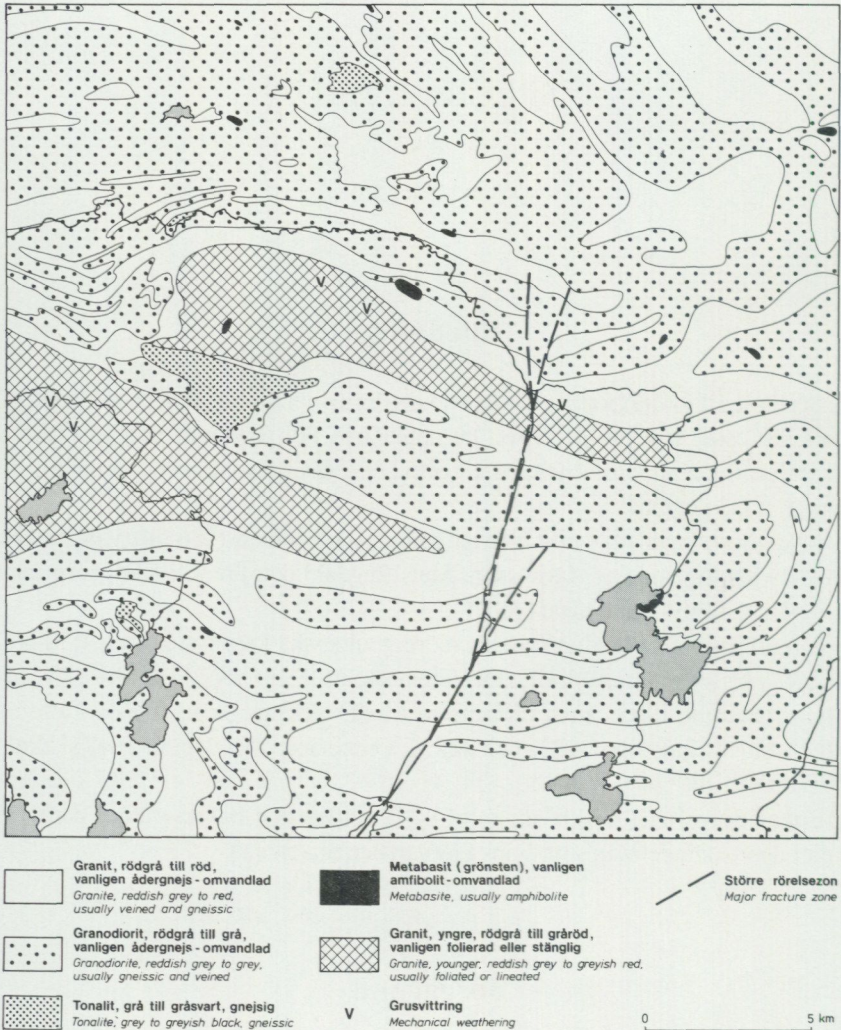 V
V
V
V
V
Granit, rödgrå till röd,
vanligen ådergnejs-omvandlad
Granite, reddish grey to red,
usually veined and gneissic
Granodiorit, rödgrå till grå,
vanligen ådergnejs-omvandlad
Granodiorite, reddish grey to grey,
usually gneissic and veined
Tonalit, grå till gråsvart, gnejsig
Tonalite, grey to greyish black, gneissic
Metabasit (grönsten), vanligen
amfibolit-omvandlad
Metabasite, usually amphibolite
Granit, yngre, rödgrå till gråröd,
vanligen folierad eller stänglig
Granite, younger, reddish grey to greyish red,
usually foliated or lineated
V Grusvittring
Mechanical weathering
Större rörelsezon
Major fracture zone
0 5 km